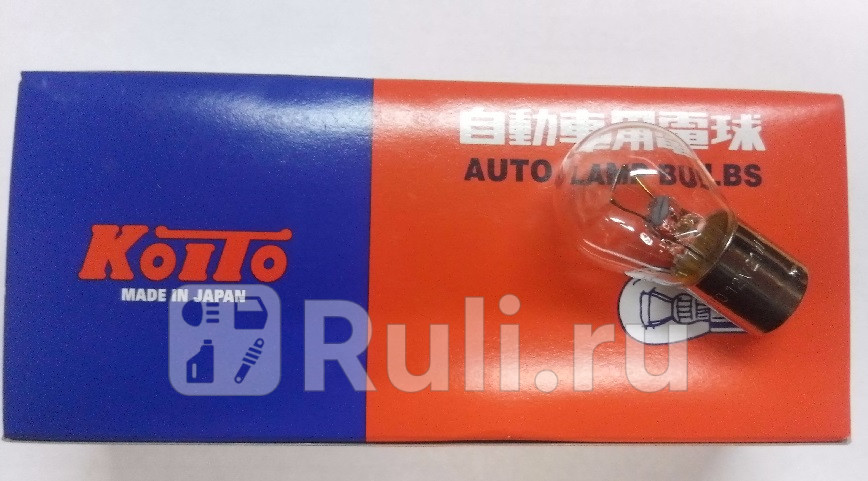 自動車用電球
AUTO LAMP BULBS
KOITO
MADE IN JAPAN
Ruli.ru